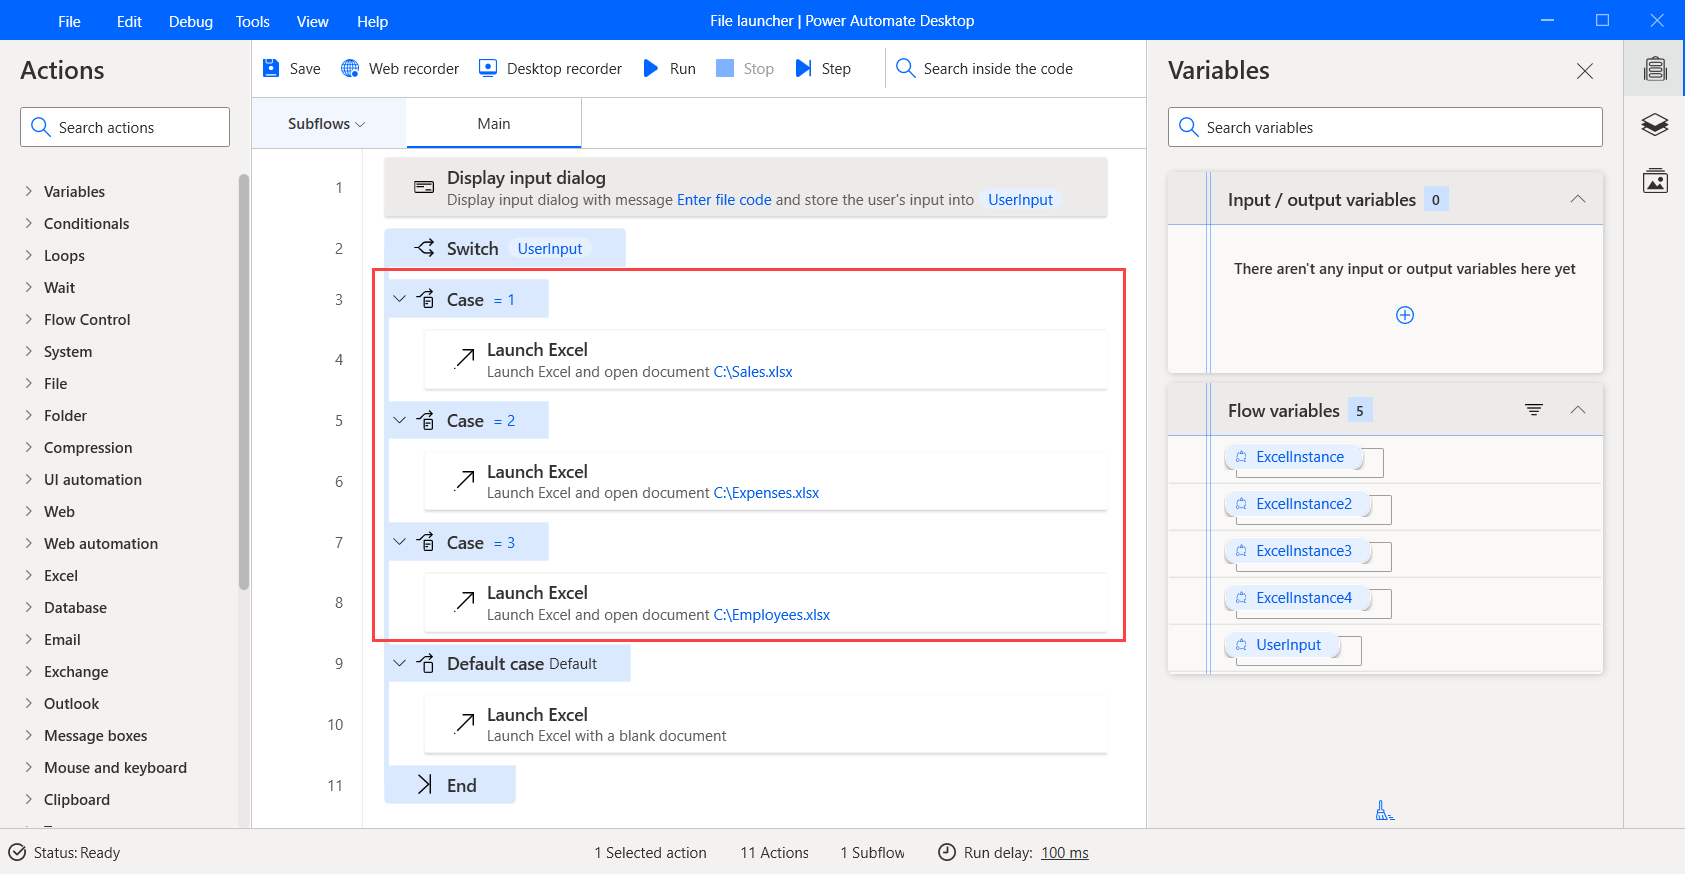 File Edit Debug Tools View Help
File launcher | Power Automate Desktop
Actions
Search actions
Variables
Conditionals
Loops
Wait
Flow Control
System
File
Folder
Compression
UI automation
Web
Web automation
Excel
Database
Email
Exchange
Outlook
Message boxes
Mouse and keyboard
Clipboard
Save Web recorder Desktop recorder Run Stop Step Search inside the code
Subflows Main
1 Display input dialog
Display input dialog with message Enter file code and store the user's input into UserInput
2 Switch UserInput
3 Case = 1
4 Launch Excel
Launch Excel and open document C:\Sales.xlsx
5 Case = 2
6 Launch Excel
Launch Excel and open document C:\Expenses.xlsx
7 Case = 3
8 Launch Excel
Launch Excel and open document C:\Employees.xlsx
9 Default case Default
10 Launch Excel
Launch Excel with a blank document
11 End
Variables
Search variables
Input / output variables 0
There aren't any input or output variables here yet
Flow variables 5
ExcelInstance
ExcelInstance2
ExcelInstance3
ExcelInstance4
UserInput
Status: Ready 1 Selected action 11 Actions 1 Subflow Run delay: 100 ms